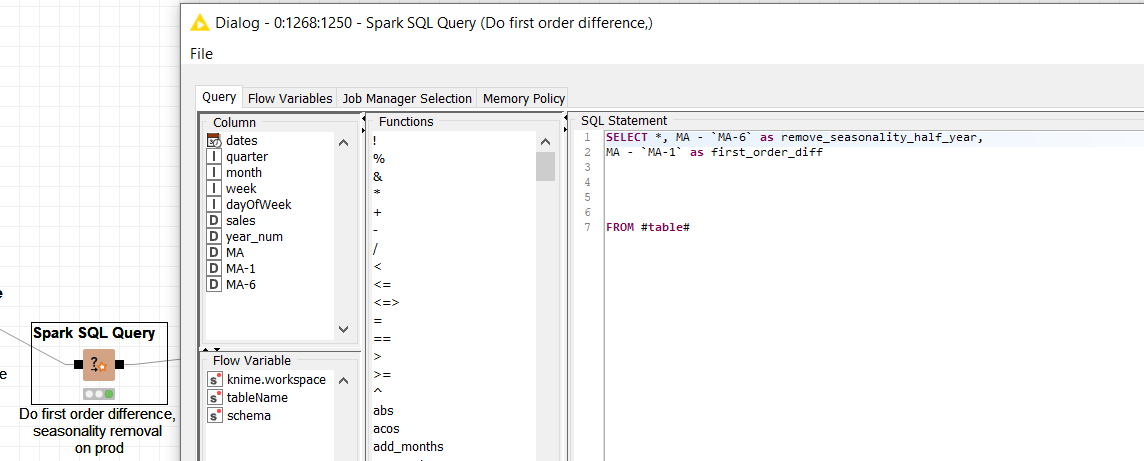 Dialog - 0:1268:1250 - Spark SQL Query (Do first order difference,)
File
Query Flow Variables Job Manager Selection Memory Policy
Column
dates
I quarter
I month
I week
I dayOfWeek
D sales
D year_num
D MA
D MA-1
D MA-6
Flow Variable
s knime.workspace
s tableName
s schema
Functions
!
%
&
*
+
-
/
<
<=
<=>
=
==
>
>=
^
abs
acos
add_months
SQL Statement
1 SELECT *, MA - `MA-6` as remove_seasonality_half_year,
2 MA - `MA-1` as first_order_diff
3
4
5
6
7 FROM #table#
e
Spark SQL Query
?
e
Do first order difference,
seasonality removal
on prod